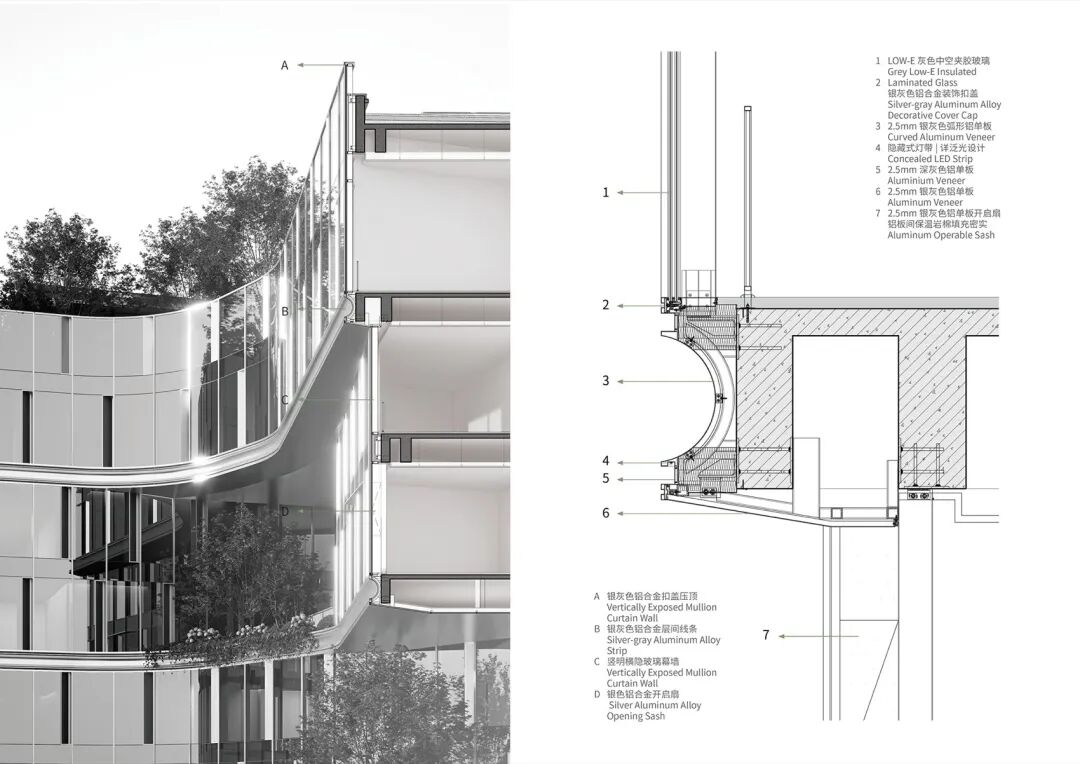 A
B
C
D
1
2
3
4
5
6
7
1 LOW-E 灰色中空夹胶玻璃
Grey Low-E Insulated
2 Laminated Glass
银灰色铝合金装饰扣盖
Silver-gray Aluminum Alloy
Decorative Cover Cap
3 2.5mm 银灰色弧形铝单板
Curved Aluminum Veneer
4 隐藏式灯带 | 详泛光设计
Concealed LED Strip
5 2.5mm 深灰色铝单板
Aluminium Veneer
6 2.5mm 银灰色铝单板
Aluminum Veneer
7 2.5mm 银灰色铝单板开启扇
铝板间保温岩棉填充密实
Aluminum Operable Sash
A 银灰色铝合金扣盖压顶
Vertically Exposed Mullion
Curtain Wall
B 银灰色铝合金层间线条
Silver-gray Aluminum Alloy
Strip
C 竖明横隐玻璃幕墙
Vertically Exposed Mullion
Curtain Wall
D 银色铝合金开启扇
Silver Aluminum Alloy
Opening Sash